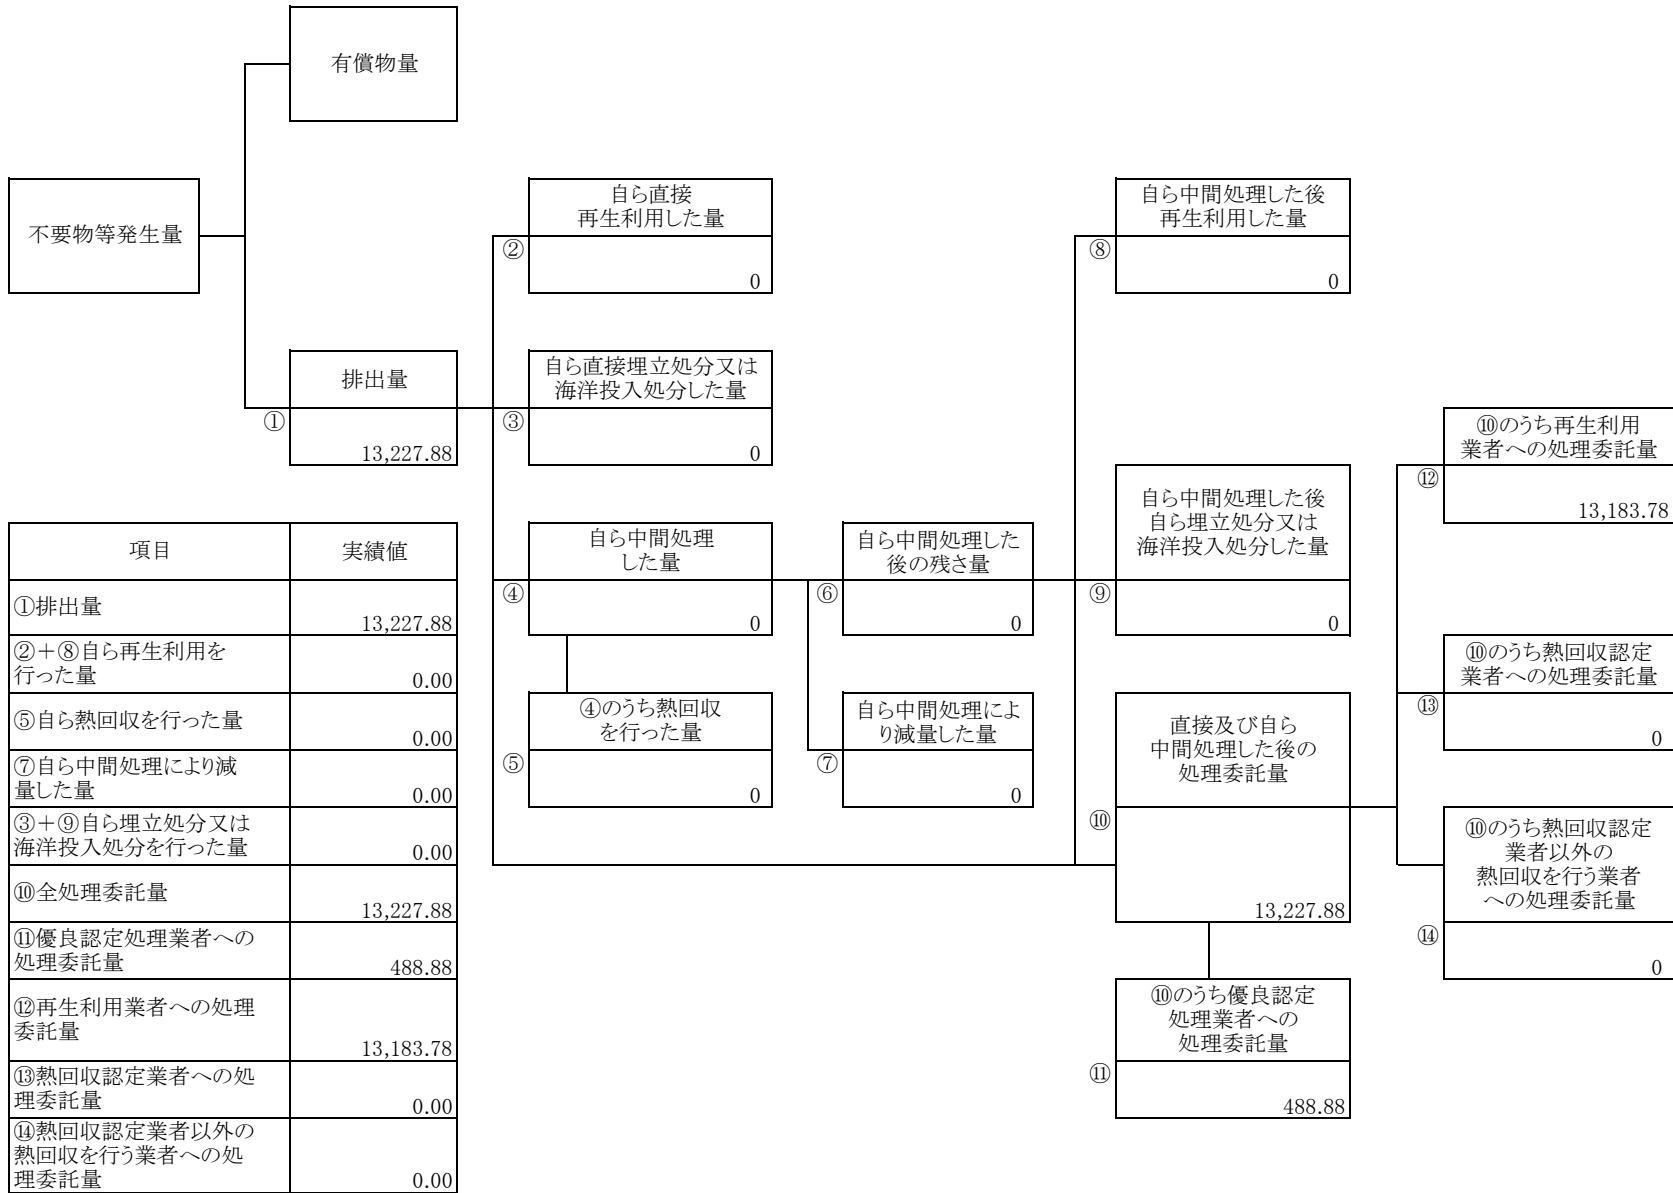 有償物量
不要物等発生量
自ら直接
再生利用した量
②
0
自ら中間処理した後
再生利用した量
⑧
0
排出量
①
13,227.88
自ら直接埋立処分又は
海洋投入処分した量
③
0
⑩のうち再生利用
業者への処理委託量
⑫
13,183.78
自ら中間処理
した量
④
0
自ら中間処理した
後の残さ量
⑥
0
自ら中間処理した後
自ら埋立処分又は
海洋投入処分した量
⑨
0
⑩のうち熱回収認定
業者への処理委託量
⑬
0
④のうち熱回収
を行った量
⑤
0
自ら中間処理によ
り減量した量
⑦
0
直接及び自ら
中間処理した後の
処理委託量
⑩
13,227.88
⑩のうち熱回収認定
業者以外の
熱回収を行う業者
への処理委託量
⑭
0
⑩のうち優良認定
処理業者への
処理委託量
⑪
488.88
項目 実績値
①排出量
13,227.88
②+⑧自ら再生利用を
行った量 0.00
⑤自ら熱回収を行った量
0.00
⑦自ら中間処理により減
量した量 0.00
③+⑨自ら埋立処分又は
海洋投入処分を行った量 0.00
⑩全処理委託量
13,227.88
⑪優良認定処理業者への
処理委託量 488.88
⑫再生利用業者への処理
委託量
13,183.78
⑬熱回収認定業者への処
理委託量 0.00
⑭熱回収認定業者以外の
熱回収を行う業者への処
理委託量 0.00